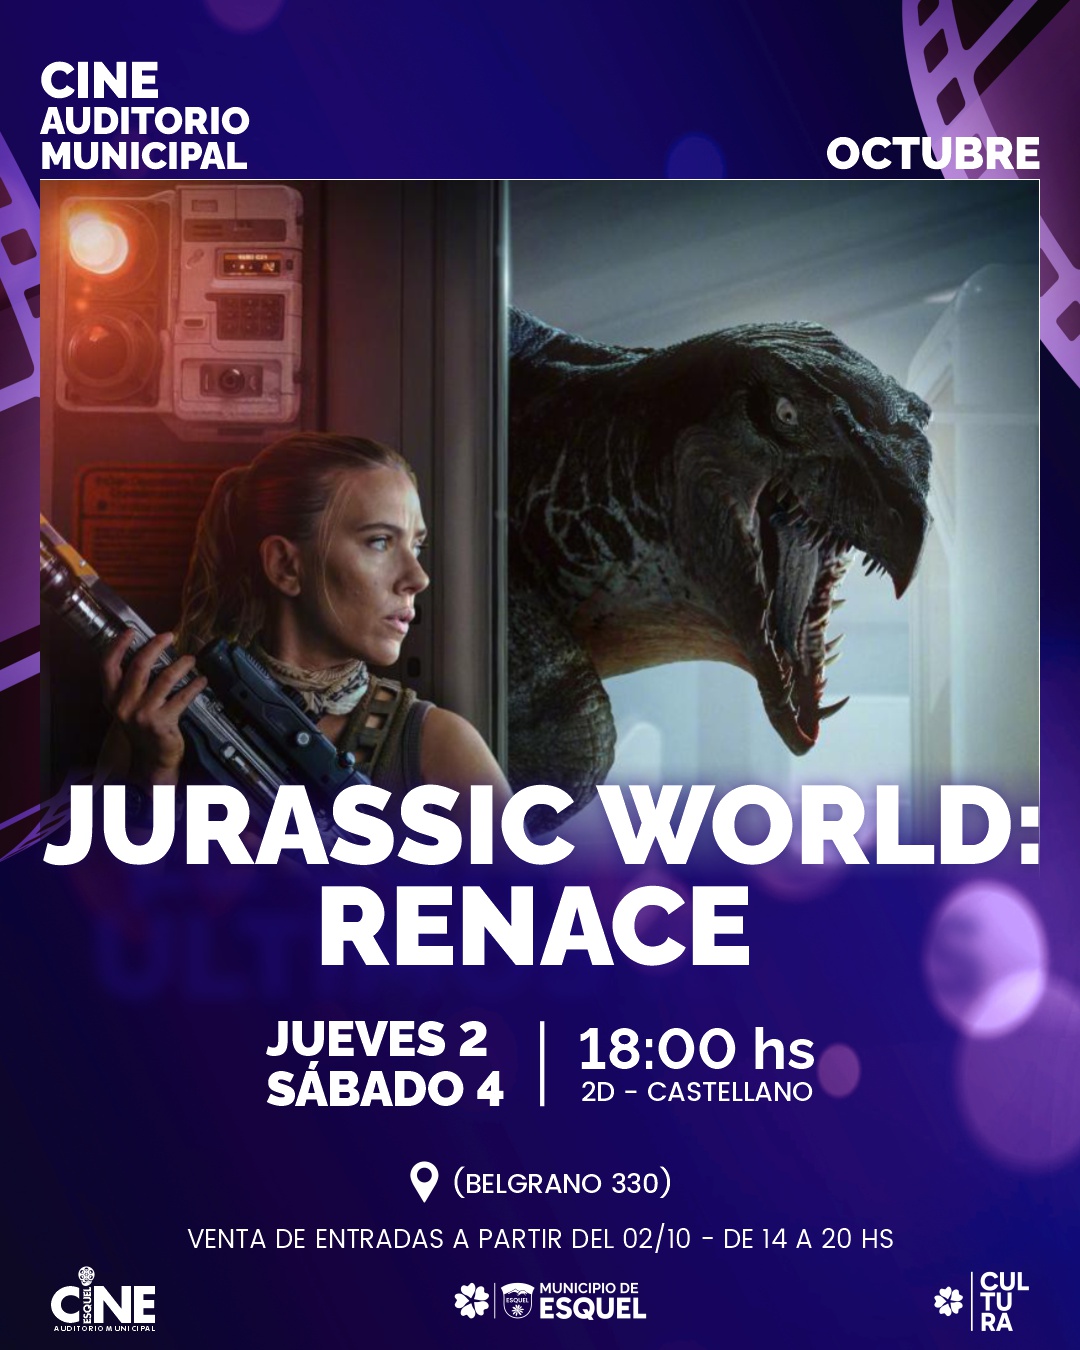 CINE
AUDITORIO
MUNICIPAL
OCTUBRE
JURASSIC WORLD:
RENACE
JUEVES 2
SÁBADO 4
18:00 hs
2D - CASTELLANO
(BELGRANO 330)
VENTA DE ENTRADAS A PARTIR DEL 02/10 - DE 14 A 20 HS
CINE
ESQUEL
AUDITORIO MUNICIPAL
ESQUEL
MUNICIPIO DE
ESQUEL
CUL
TU
RA